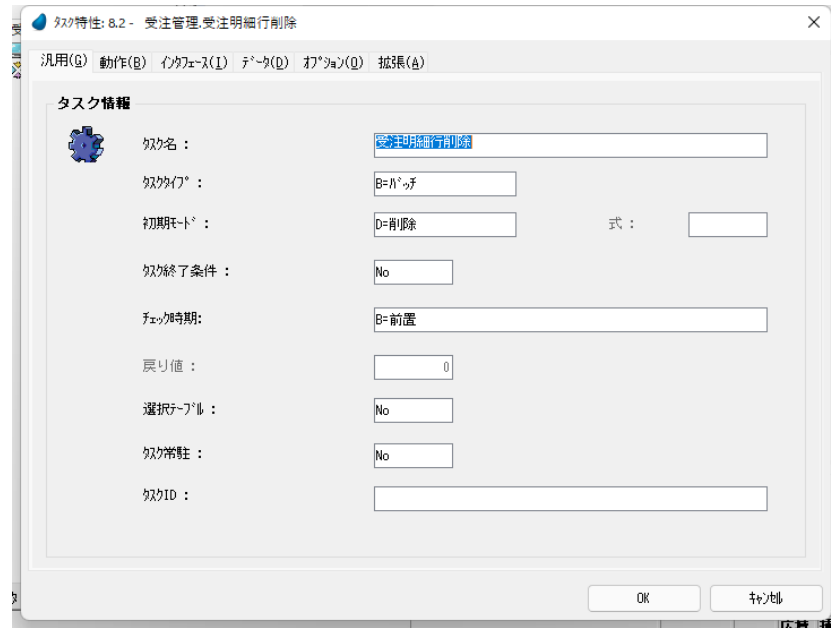 タスク特性: 8.2 - 受注管理.受注明細行削除
汎用(G) 動作(B) インタフェース(I) データ(D) オプション(O) 拡張(A)
タスク情報
タスク名 : 受注明細行削除
タスクタイプ : B=バッチ
初期モード : D=削除 式 :
タスク終了条件 : No
チェック時期: B=前置
戻り値 : 0
選択テーブル : No
タスク常駐 : No
タスクID :
OK キャンセル